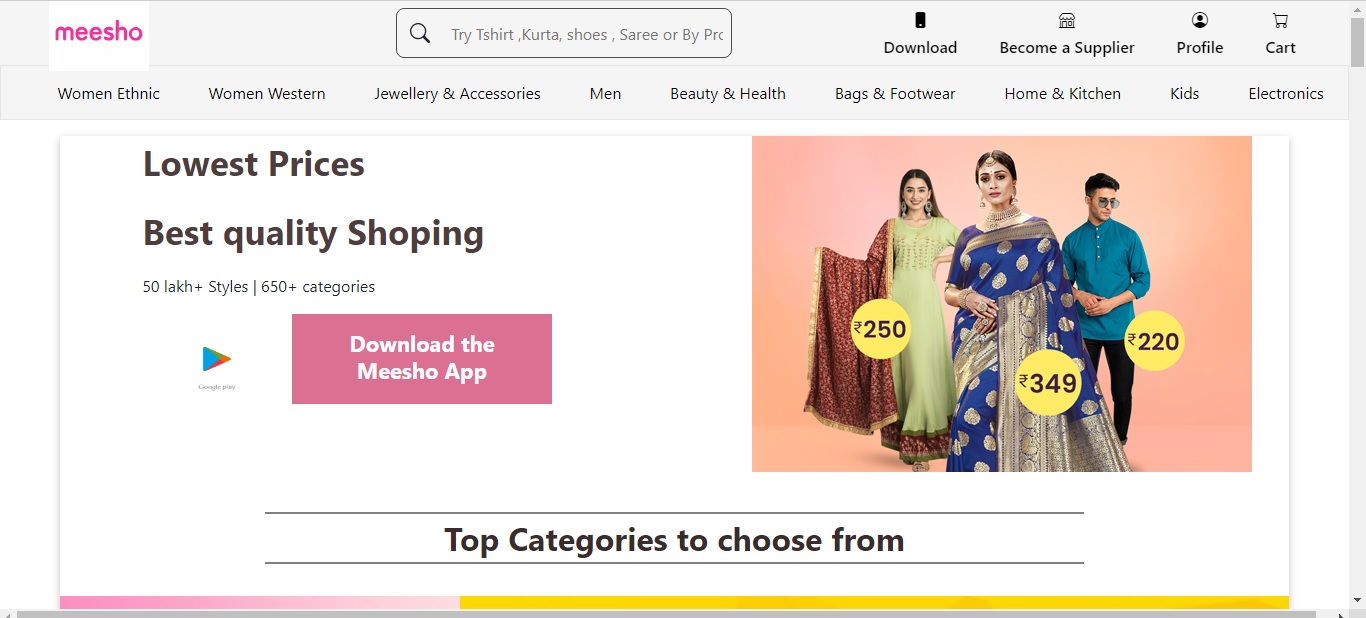 meesho
Try Tshirt ,Kurta, shoes , Saree or By Prc
Download
Become a Supplier
Profile
Cart
Women Ethnic
Women Western
Jewellery & Accessories
Men
Beauty & Health
Bags & Footwear
Home & Kitchen
Kids
Electronics
Lowest Prices
Best quality Shoping
50 lakh+ Styles | 650+ categories
Google play
Download the
Meesho App
₹250
₹349
₹220
Top Categories to choose from